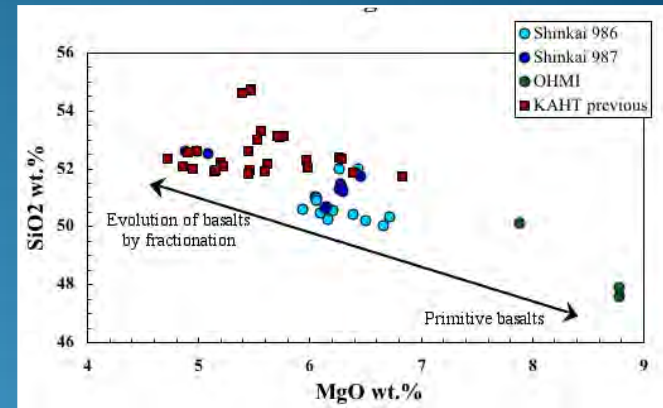 Shinkai 986
Shinkai 987
OHMI
KAHT previous
56
54
52
50
48
46
SiO2 wt.%
Evolution of basalts
by fractionation
Primitive basalts
4
5
6
7
8
9
MgO wt.%